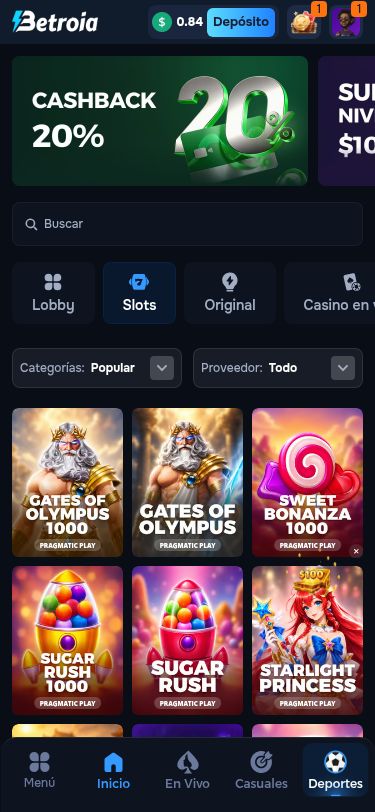 Betroia
$ 0.84 Depósito
1
1
CASHBACK
20%
20%
SU
NIV
$10
Buscar
Lobby
Slots
Original
Casino en v
Categorías: Popular
Proveedor: Todo
GATES OF
OLYMPUS
1000
PRAGMATIC PLAY
GATES OF
OLYMPUS
PRAGMATIC PLAY
SWEET
BONANZA
1000
PRAGMATIC PLAY
SUGAR
RUSH
1000
PRAGMATIC PLAY
SUGAR
RUSH
PRAGMATIC PLAY
$100
STARLIGHT
PRINCESS
PRAGMATIC PLAY
Menú
Inicio
En Vivo
Casuales
Deportes